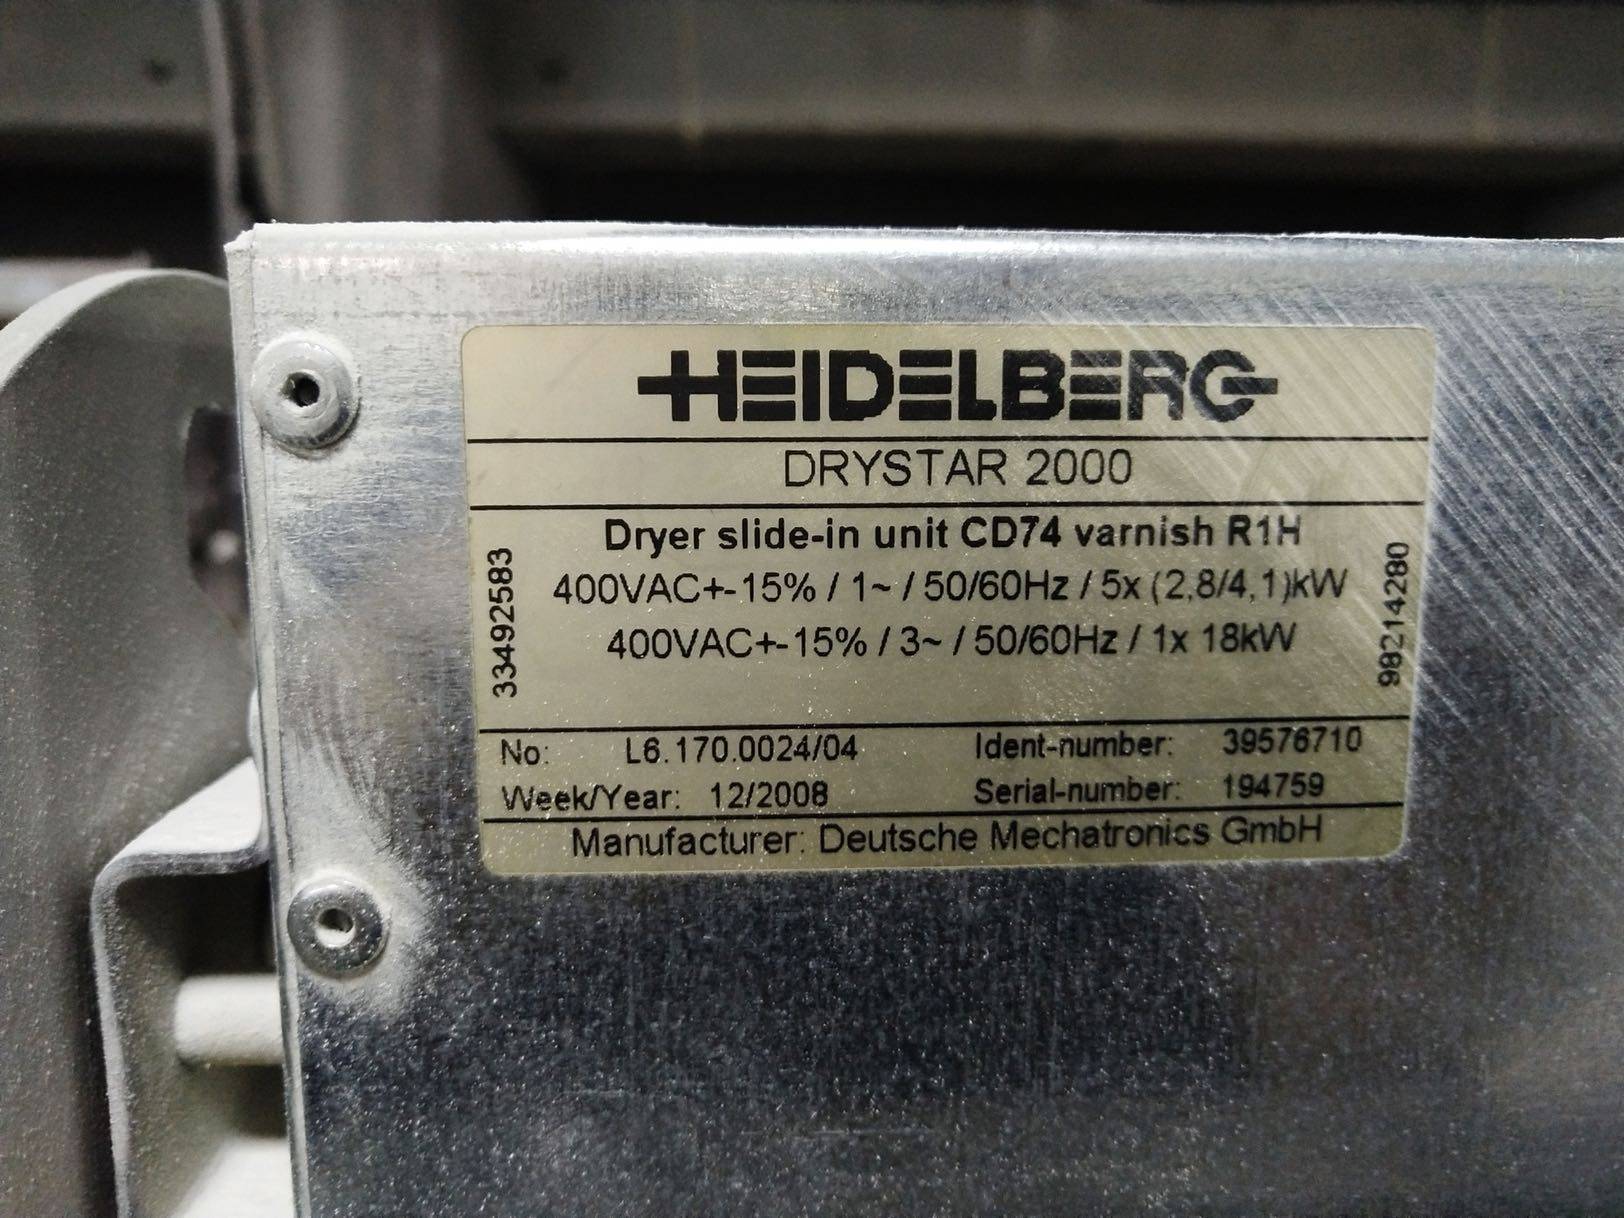 HEIDELBERG
DRYSTAR 2000
Dryer slide-in unit CD74 varnish R1H
400VAC+-15% / 1~ / 50/60Hz / 5x (2,8/4,1)kW
400VAC+-15% / 3~ / 50/60Hz / 1x 18kW
33492583
98214280
No: L6.170.0024/04 Ident-number: 39576710
Week/Year: 12/2008 Serial-number: 194759
Manufacturer: Deutsche Mechatronics GmbH